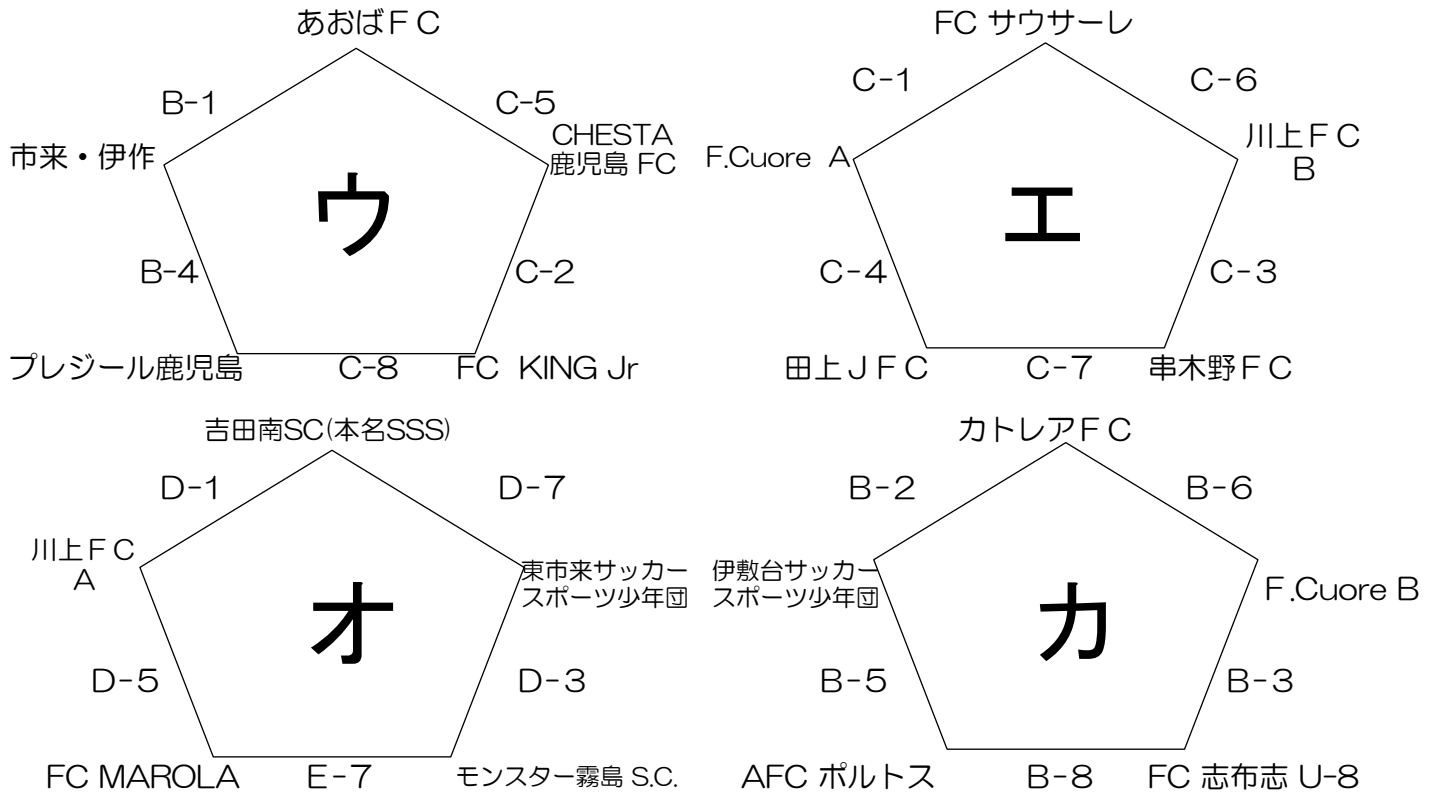 あおばＦＣ
B-1
C-5
市来・伊作
CHESTA
鹿児島 FC
ウ
B-4
C-2
プレジール鹿児島
C-8
FC KING Jr
FC サウサーレ
C-1
C-6
F.Cuore A
川上ＦＣ
B
エ
C-4
C-3
田上ＪＦＣ
C-7
串木野ＦＣ
吉田南SC(本名SSS)
D-1
D-7
川上ＦＣ
A
東市来サッカー
スポーツ少年団
オ
D-5
D-3
FC MAROLA
E-7
モンスター霧島 S.C.
カトレアＦＣ
B-2
B-6
伊敷台サッカー
スポーツ少年団
F.Cuore B
カ
B-5
B-3
AFC ポルトス
B-8
FC 志布志 U-8